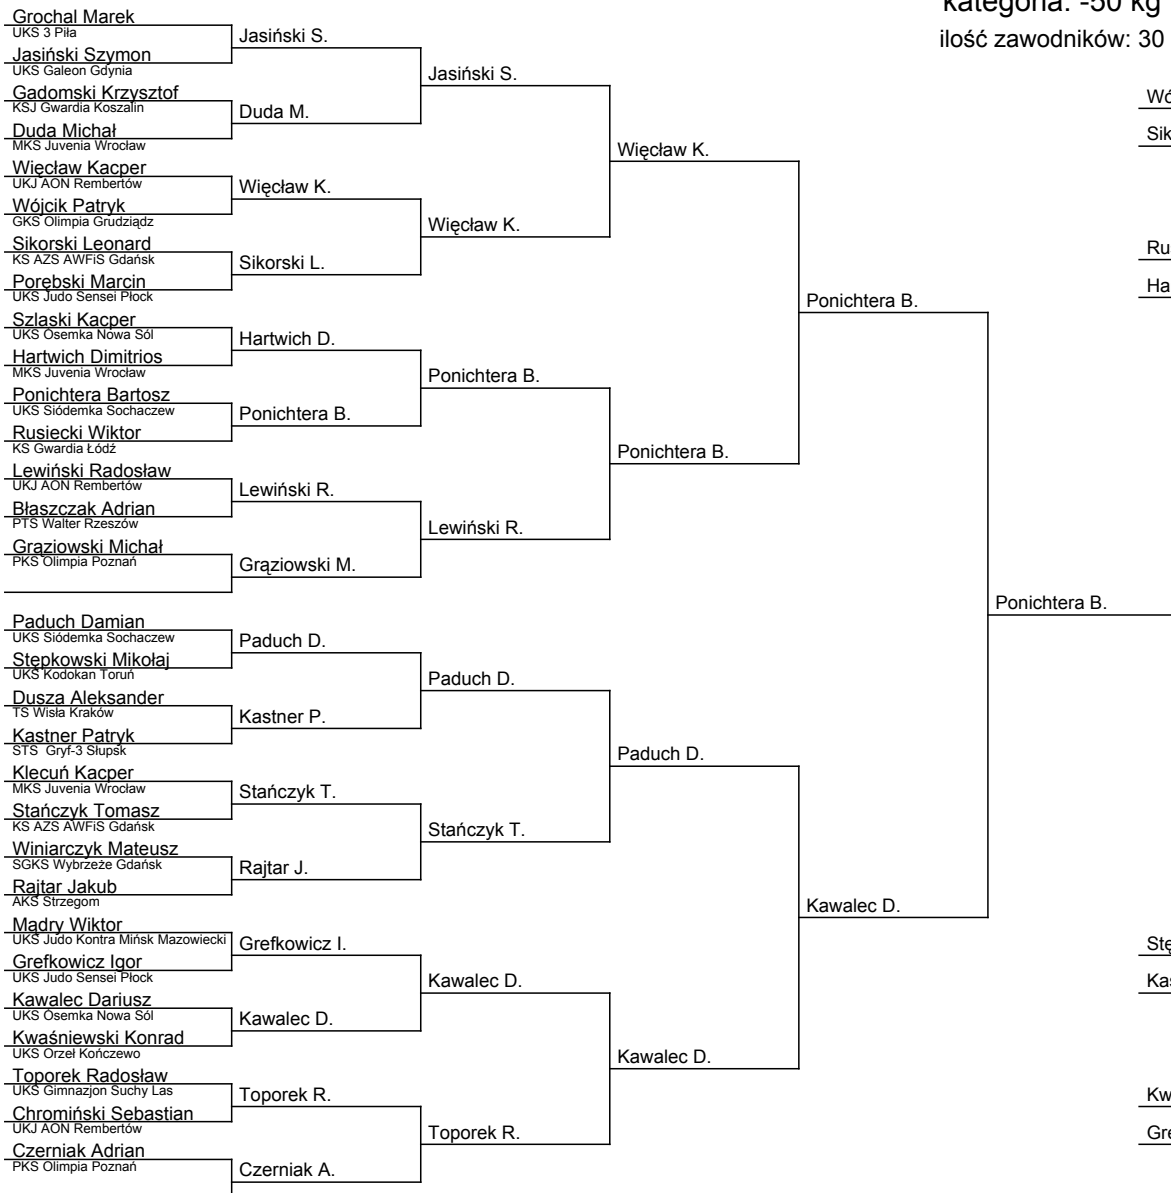 kategoria: -50 kg
ilość zawodników: 30
Grochal Marek
UKS 3 Piła
Jasiński Szymon
UKS Galeon Gdynia
Gadomski Krzysztof
KSJ Gwardia Koszalin
Duda Michał
MKS Juvenia Wrocław
Więcław Kacper
UKJ AON Rembertów
Wójcik Patryk
GKS Olimpia Grudziądz
Sikorski Leonard
KS AZS AWFiS Gdańsk
Porębski Marcin
UKS Judo Sensei Płock
Szlaski Kacper
UKS Ósemka Nowa Sól
Hartwich Dimitrios
MKS Juvenia Wrocław
Ponichtera Bartosz
UKS Siódemka Sochaczew
Rusiecki Wiktor
KS Gwardia Łódź
Lewiński Radosław
UKJ AON Rembertów
Błaszczak Adrian
PTS Walter Rzeszów
Grąziowski Michał
PKS Olimpia Poznań
Paduch Damian
UKS Siódemka Sochaczew
Stępkowski Mikołaj
UKS Kodokan Toruń
Dusza Aleksander
TS Wisła Kraków
Kastner Patryk
STS Gryf-3 Słupsk
Klecuń Kacper
MKS Juvenia Wrocław
Stańczyk Tomasz
KS AZS AWFiS Gdańsk
Winiarczyk Mateusz
SGKS Wybrzeże Gdańsk
Rajtar Jakub
AKS Strzegom
Mądry Wiktor
UKS Judo Kontra Mińsk Mazowiecki
Grefkowicz Igor
UKS Judo Sensei Płock
Kawalec Dariusz
UKS Ósemka Nowa Sól
Kwaśniewski Konrad
UKS Orzeł Kończewo
Toporek Radosław
UKS Gimnazjon Suchy Las
Chromiński Sebastian
UKJ AON Rembertów
Czerniak Adrian
PKS Olimpia Poznań
Jasiński S.
Duda M.
Więcław K.
Sikorski L.
Hartwich D.
Ponichtera B.
Lewiński R.
Grąziowski M.
Paduch D.
Kastner P.
Stańczyk T.
Rajtar J.
Grefkowicz I.
Kawalec D.
Toporek R.
Czerniak A.
Jasiński S.
Więcław K.
Ponichtera B.
Lewiński R.
Paduch D.
Stańczyk T.
Kawalec D.
Toporek R.
Więcław K.
Ponichtera B.
Paduch D.
Kawalec D.
Ponichtera B.
Kawalec D.
Ponichtera B.
Wó
Sik
Ru
Ha
Stę
Ka
Kw
Gre